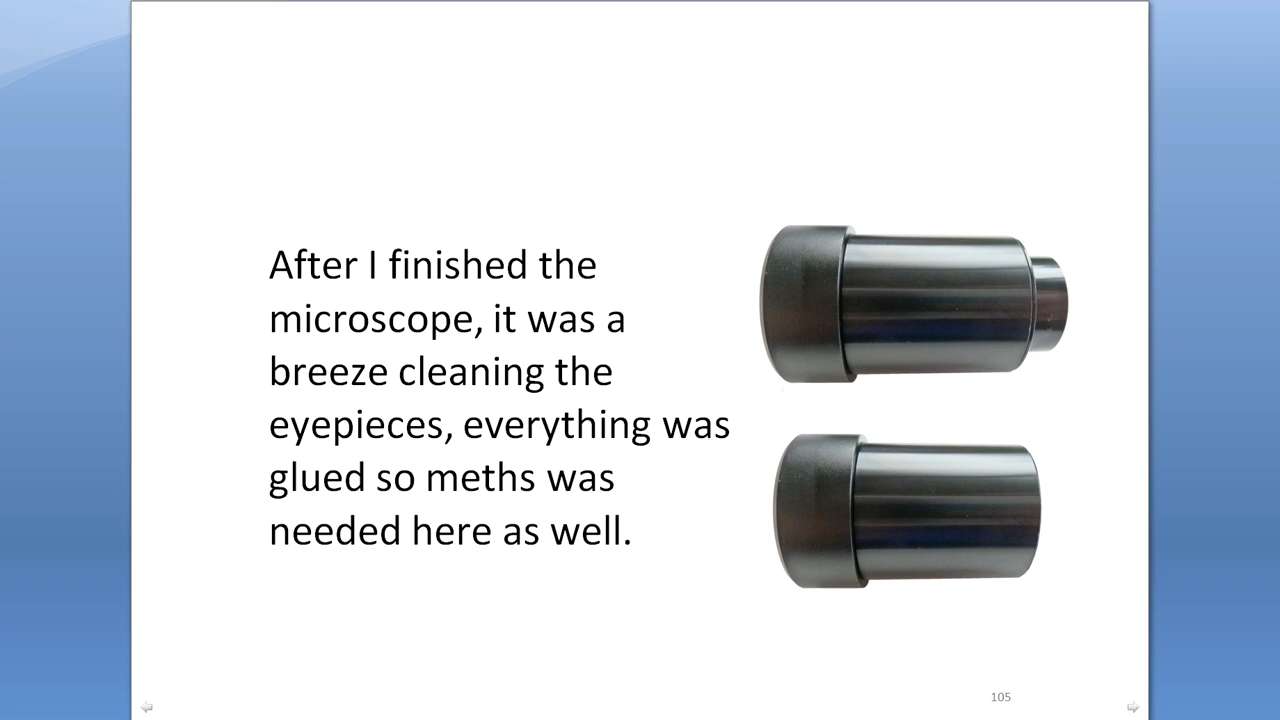 After I finished the
microscope, it was a
breeze cleaning the
eyepieces, everything was
glued so meths was
needed here as well.
105